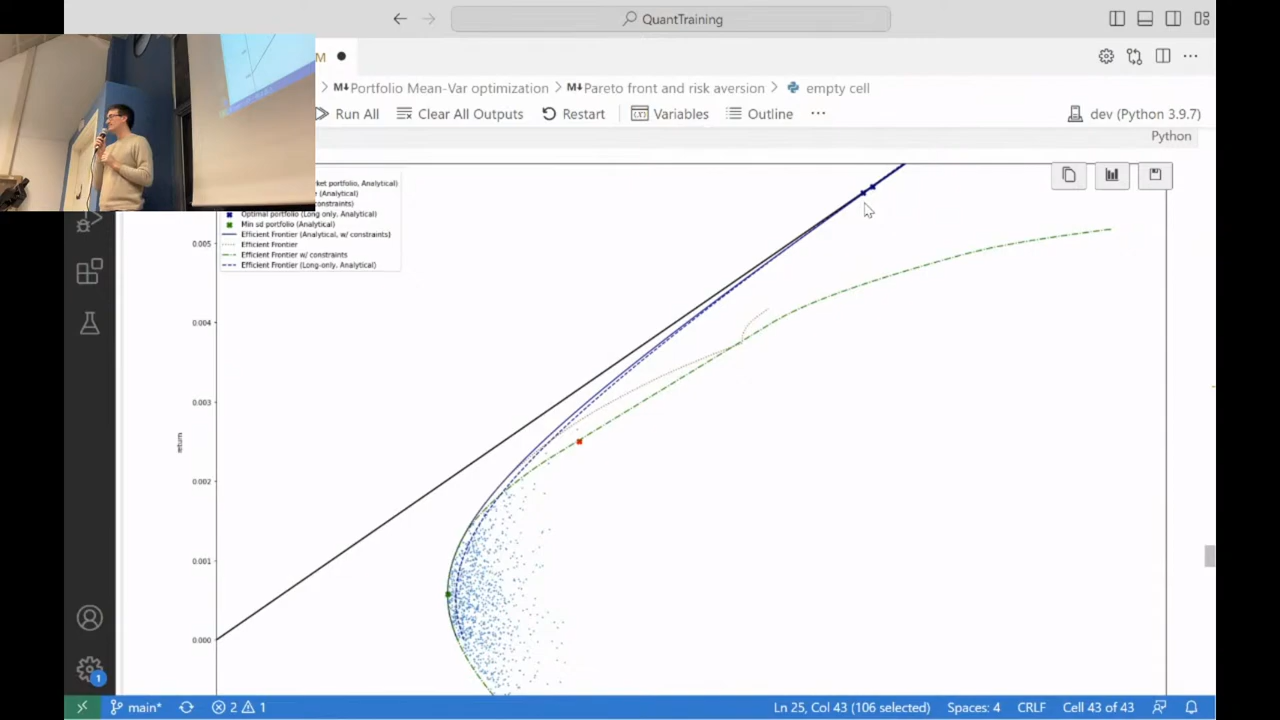 QuantTraining
M
Portfolio Mean-Var optimization
Pareto front and risk aversion
empty cell
Run All
Clear All Outputs
Restart
Variables
Outline
dev (Python 3.9.7)
Python
ket portfolio, Analytical)
(Analytical)
constraints)
Optimal portfolio (Long only, Analytical)
Min sd portfolio (Analytical)
Efficient Frontier (Analytical, w/ constraints)
Efficient Frontier
Efficient Frontier w/ constraints
Efficient Frontier (Long-only, Analytical)
0.005
0.004
0.003
return
0.002
0.001
0.000
1
main*
2
1
Ln 25, Col 43 (106 selected)
Spaces: 4
CRLF
Cell 43 of 43